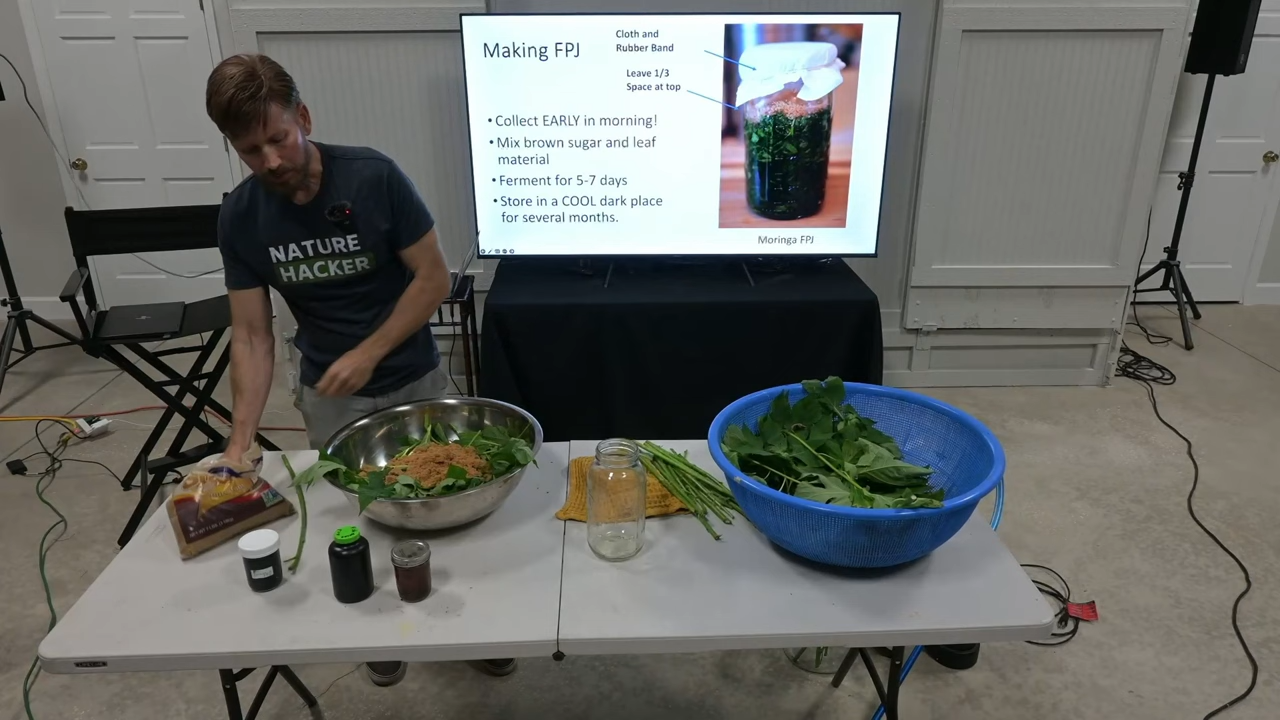 Making FPJ
Cloth and
Rubber Band
Leave 1/3
Space at top
• Collect EARLY in morning!
• Mix brown sugar and leaf
material
• Ferment for 5-7 days
• Store in a COOL dark place
for several months.
Moringa FPJ
NATURE
HACKER